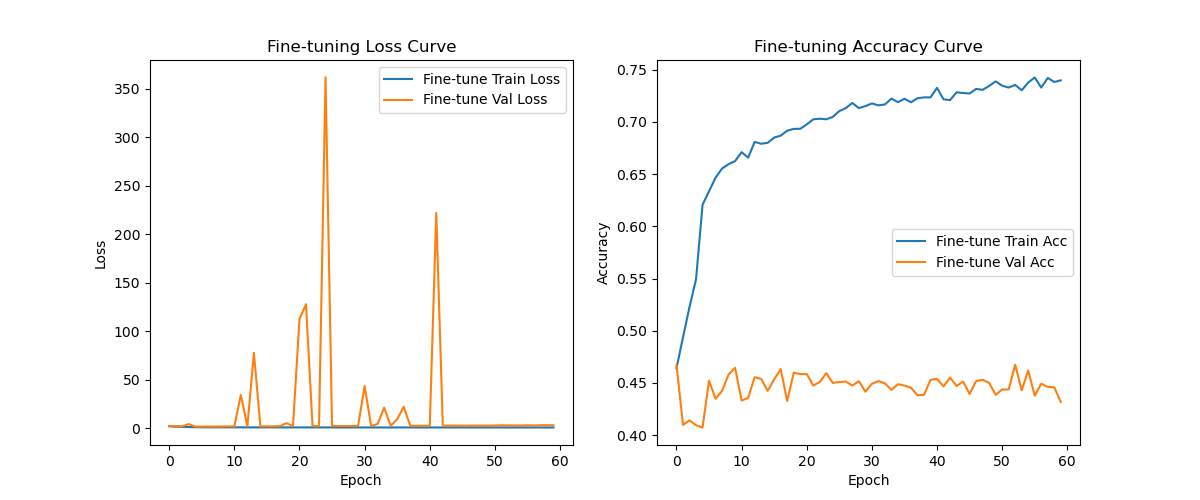 Fine-tuning Loss Curve
Fine-tune Train Loss
Fine-tune Val Loss
350
300
250
200
150
100
50
0
Loss
0 10 20 30 40 50 60
Epoch
Fine-tuning Accuracy Curve
0.75
0.70
0.65
0.60
0.55
0.50
0.45
0.40
Accuracy
Fine-tune Train Acc
Fine-tune Val Acc
0 10 20 30 40 50 60
Epoch